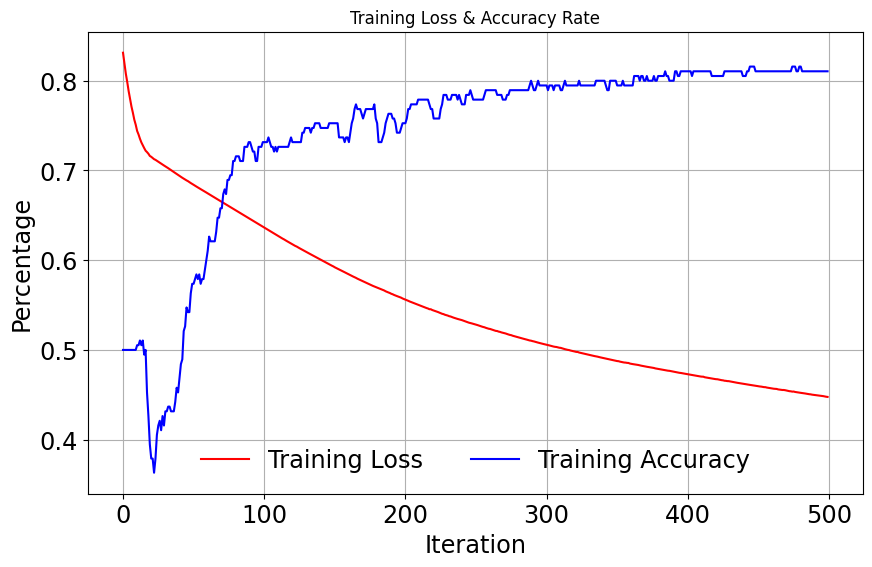 Training Loss & Accuracy Rate
Percentage
0.8
0.7
0.6
0.5
0.4
Training Loss
Training Accuracy
0 100 200 300 400 500
Iteration